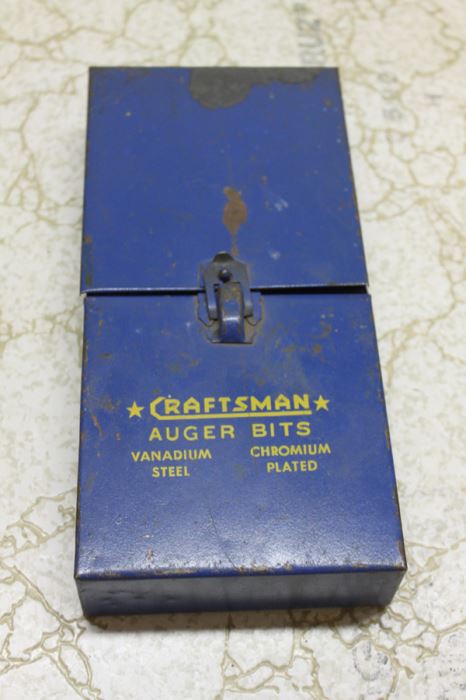 ★ CRAFTSMAN ★
AUGER BITS
VANADIUM STEEL
CHROMIUM PLATED